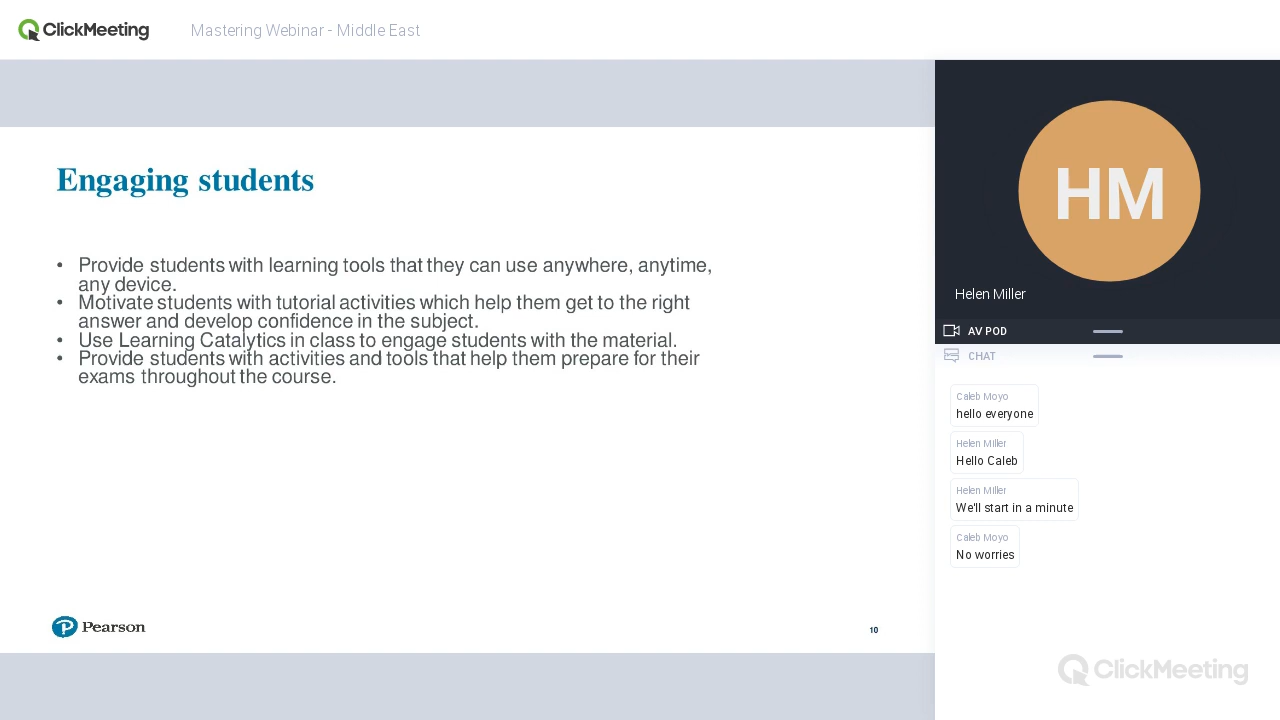 ClickMeeting
Mastering Webinar - Middle East
Engaging students
• Provide students with learning tools that they can use anywhere, anytime,
any device.
• Motivate students with tutorial activities which help them get to the right
answer and develop confidence in the subject.
• Use Learning Catalytics in class to engage students with the material.
• Provide students with activities and tools that help them prepare for their
exams throughout the course.
Pearson
10
HM
Helen Miller
AV POD
CHAT
Caleb Moyo
hello everyone
Helen Miller
Hello Caleb
Helen Miller
We'll start in a minute
Caleb Moyo
No worries
ClickMeeting